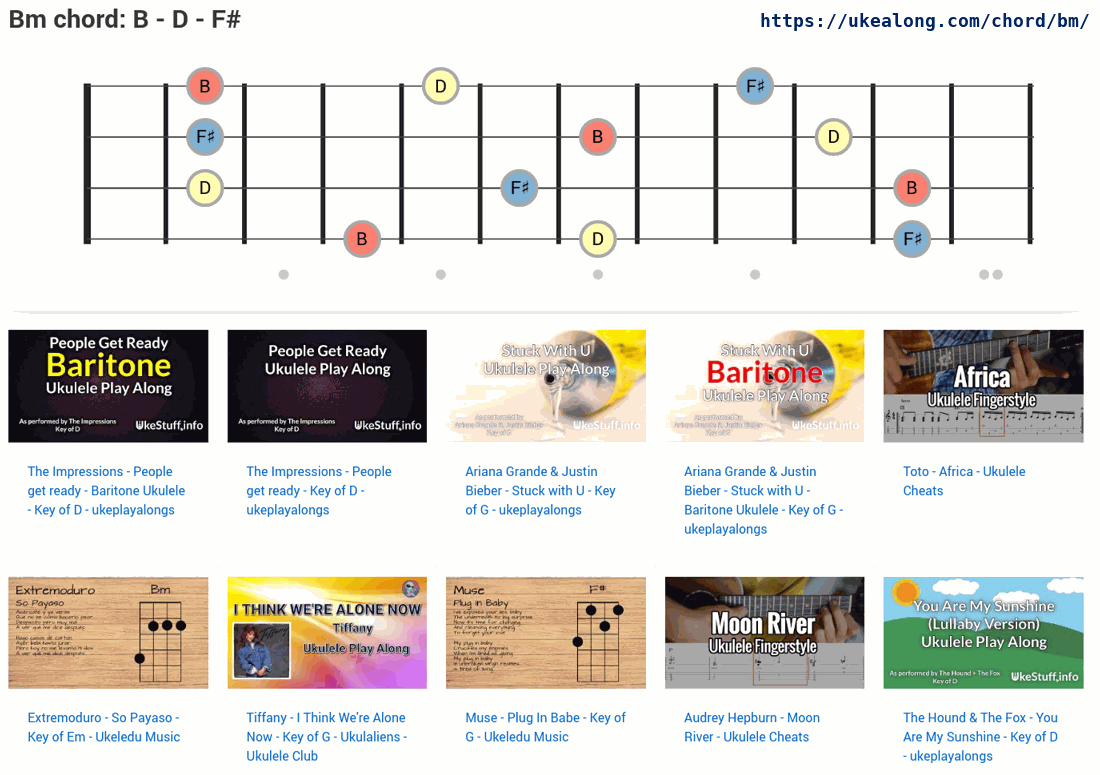 Bm chord: B - D - F#
https://ukealong.com/chord/bm/
B D F♯
F♯ B D
D F♯ B
B D F♯
People Get Ready
Baritone
Ukulele Play Along
As performed by The Impressions
Key of D
UkeStuff.info
People Get Ready
Ukulele Play Along
As performed by The Impressions
Key of D
UkeStuff.info
Stuck With U
Ukulele Play Along
As performed by
Ariana Grande ft. Justin Bieber
Key of G
UkeStuff.info
Stuck With U
Baritone
Ukulele Play Along
As performed by
Ariana Grande ft. Justin Bieber
Key of G
UkeStuff.info
Africa
Ukulele Fingerstyle
The Impressions - People
get ready - Baritone Ukulele
- Key of D - ukeplayalongs
The Impressions - People
get ready - Key of D -
ukeplayalongs
Ariana Grande & Justin
Bieber - Stuck with U - Key
of G - ukeplayalongs
Ariana Grande & Justin
Bieber - Stuck with U -
Baritone Ukulele - Key of G -
ukeplayalongs
Toto - Africa - Ukulele
Cheats
Extremoduro
So Payaso
Bm
I THINK WE'RE ALONE NOW
Tiffany
Ukulele Play Along
Muse
Plug In Baby
F#
Moon River
Ukulele Fingerstyle
You Are My Sunshine
(Lullaby Version)
Ukulele Play Along
As performed by The Hound + The Fox
Key of D
UkeStuff.info
Extremoduro - So Payaso -
Key of Em - Ukeledu Music
Tiffany - I Think We're Alone
Now - Key of G - Ukulaliens -
Ukulele Club
Muse - Plug In Babe - Key of
G - Ukeledu Music
Audrey Hepburn - Moon
River - Ukulele Cheats
The Hound & The Fox - You
Are My Sunshine - Key of D
- ukeplayalongs